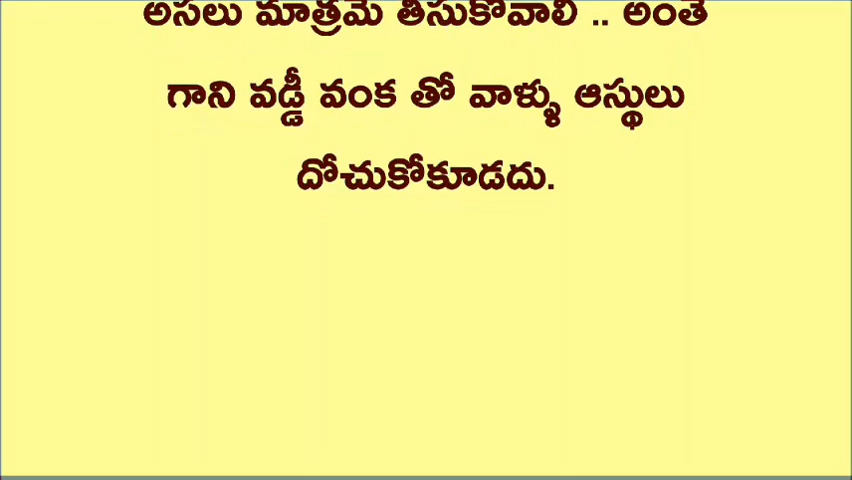 అసలు మాత్రమే తీసుకోవాలి .. అంతే
గాని వడ్డీ వంక తో వాళ్ళు ఆస్థులు
దోచుకోకూడదు.